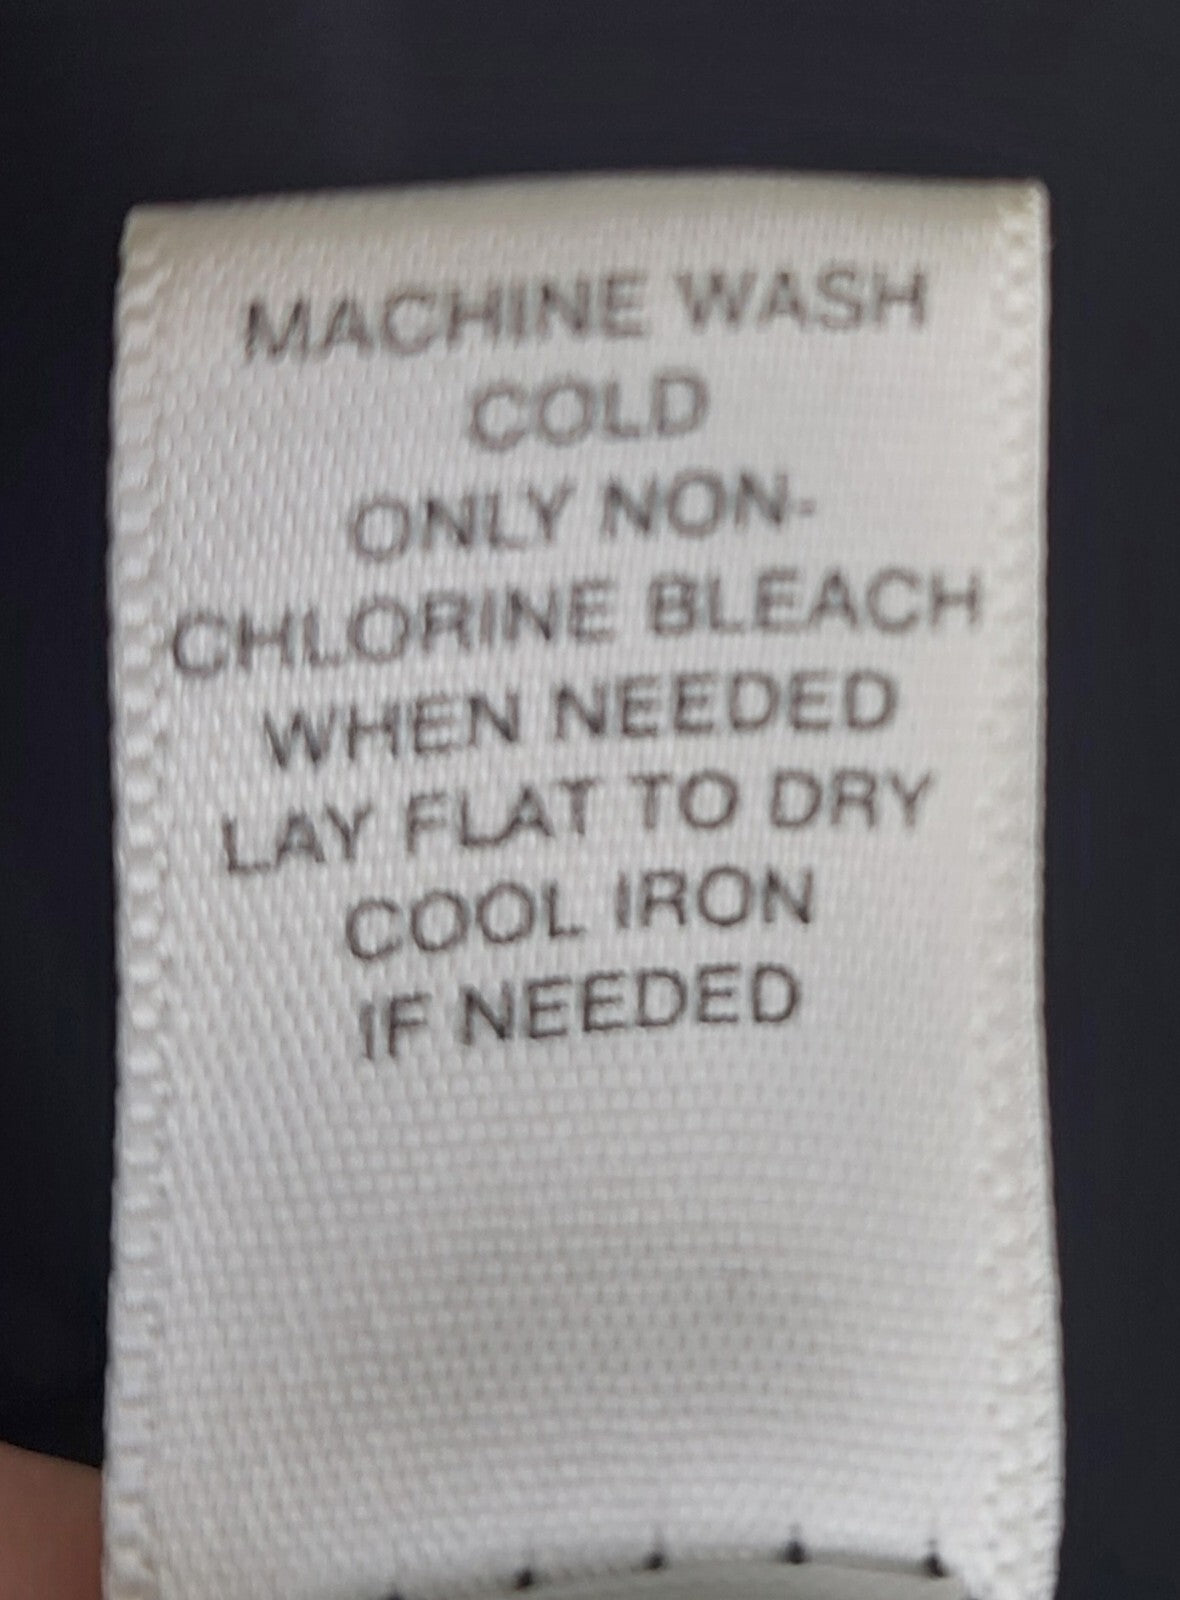 MACHINE WASH
COLD
ONLY NON-
CHLORINE BLEACH
WHEN NEEDED
LAY FLAT TO DRY
COOL IRON
IF NEEDED